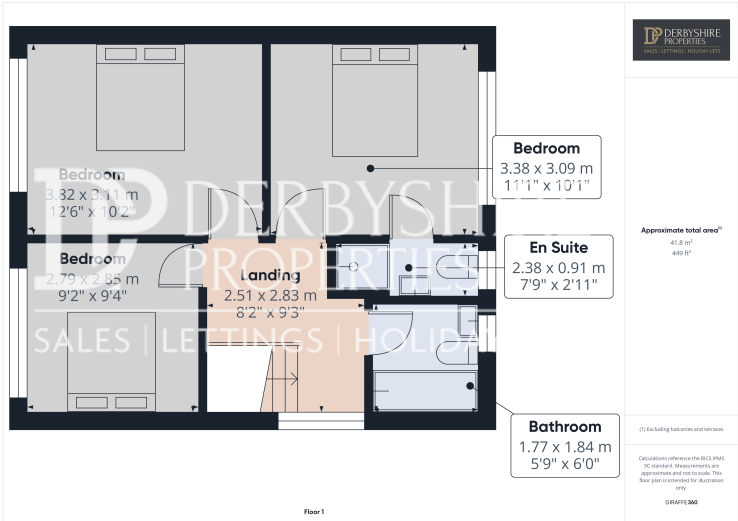 DERBYSHIRE
PROPERTIES
SALES | LETTINGS | HOLIDAY LETS
Bedroom
3.38 x 3.09 m
11'1" x 10'1"
Bedroom
3.82 x 3.11 m
12'6" x 10'2"
DERBYSHIRE
PROPERTIES
SALES | LETTINGS | HOLIDAY
Approximate total area(1)
41.8 m²
449 ft²
En Suite
2.38 x 0.91 m
7'9" x 2'11"
Bedroom
2.79 x 2.85 m
9'2" x 9'4"
Landing
2.51 x 2.83 m
8'2" x 9'3"
Bathroom
1.77 x 1.84 m
5'9" x 6'0"
(1) Excluding balconies and terraces
Calculations reference the RICS IPMS
3C standard. Measurements are
approximate and not to scale. This
floor plan is intended for illustration
only.
GIRAFFE360
Floor 1